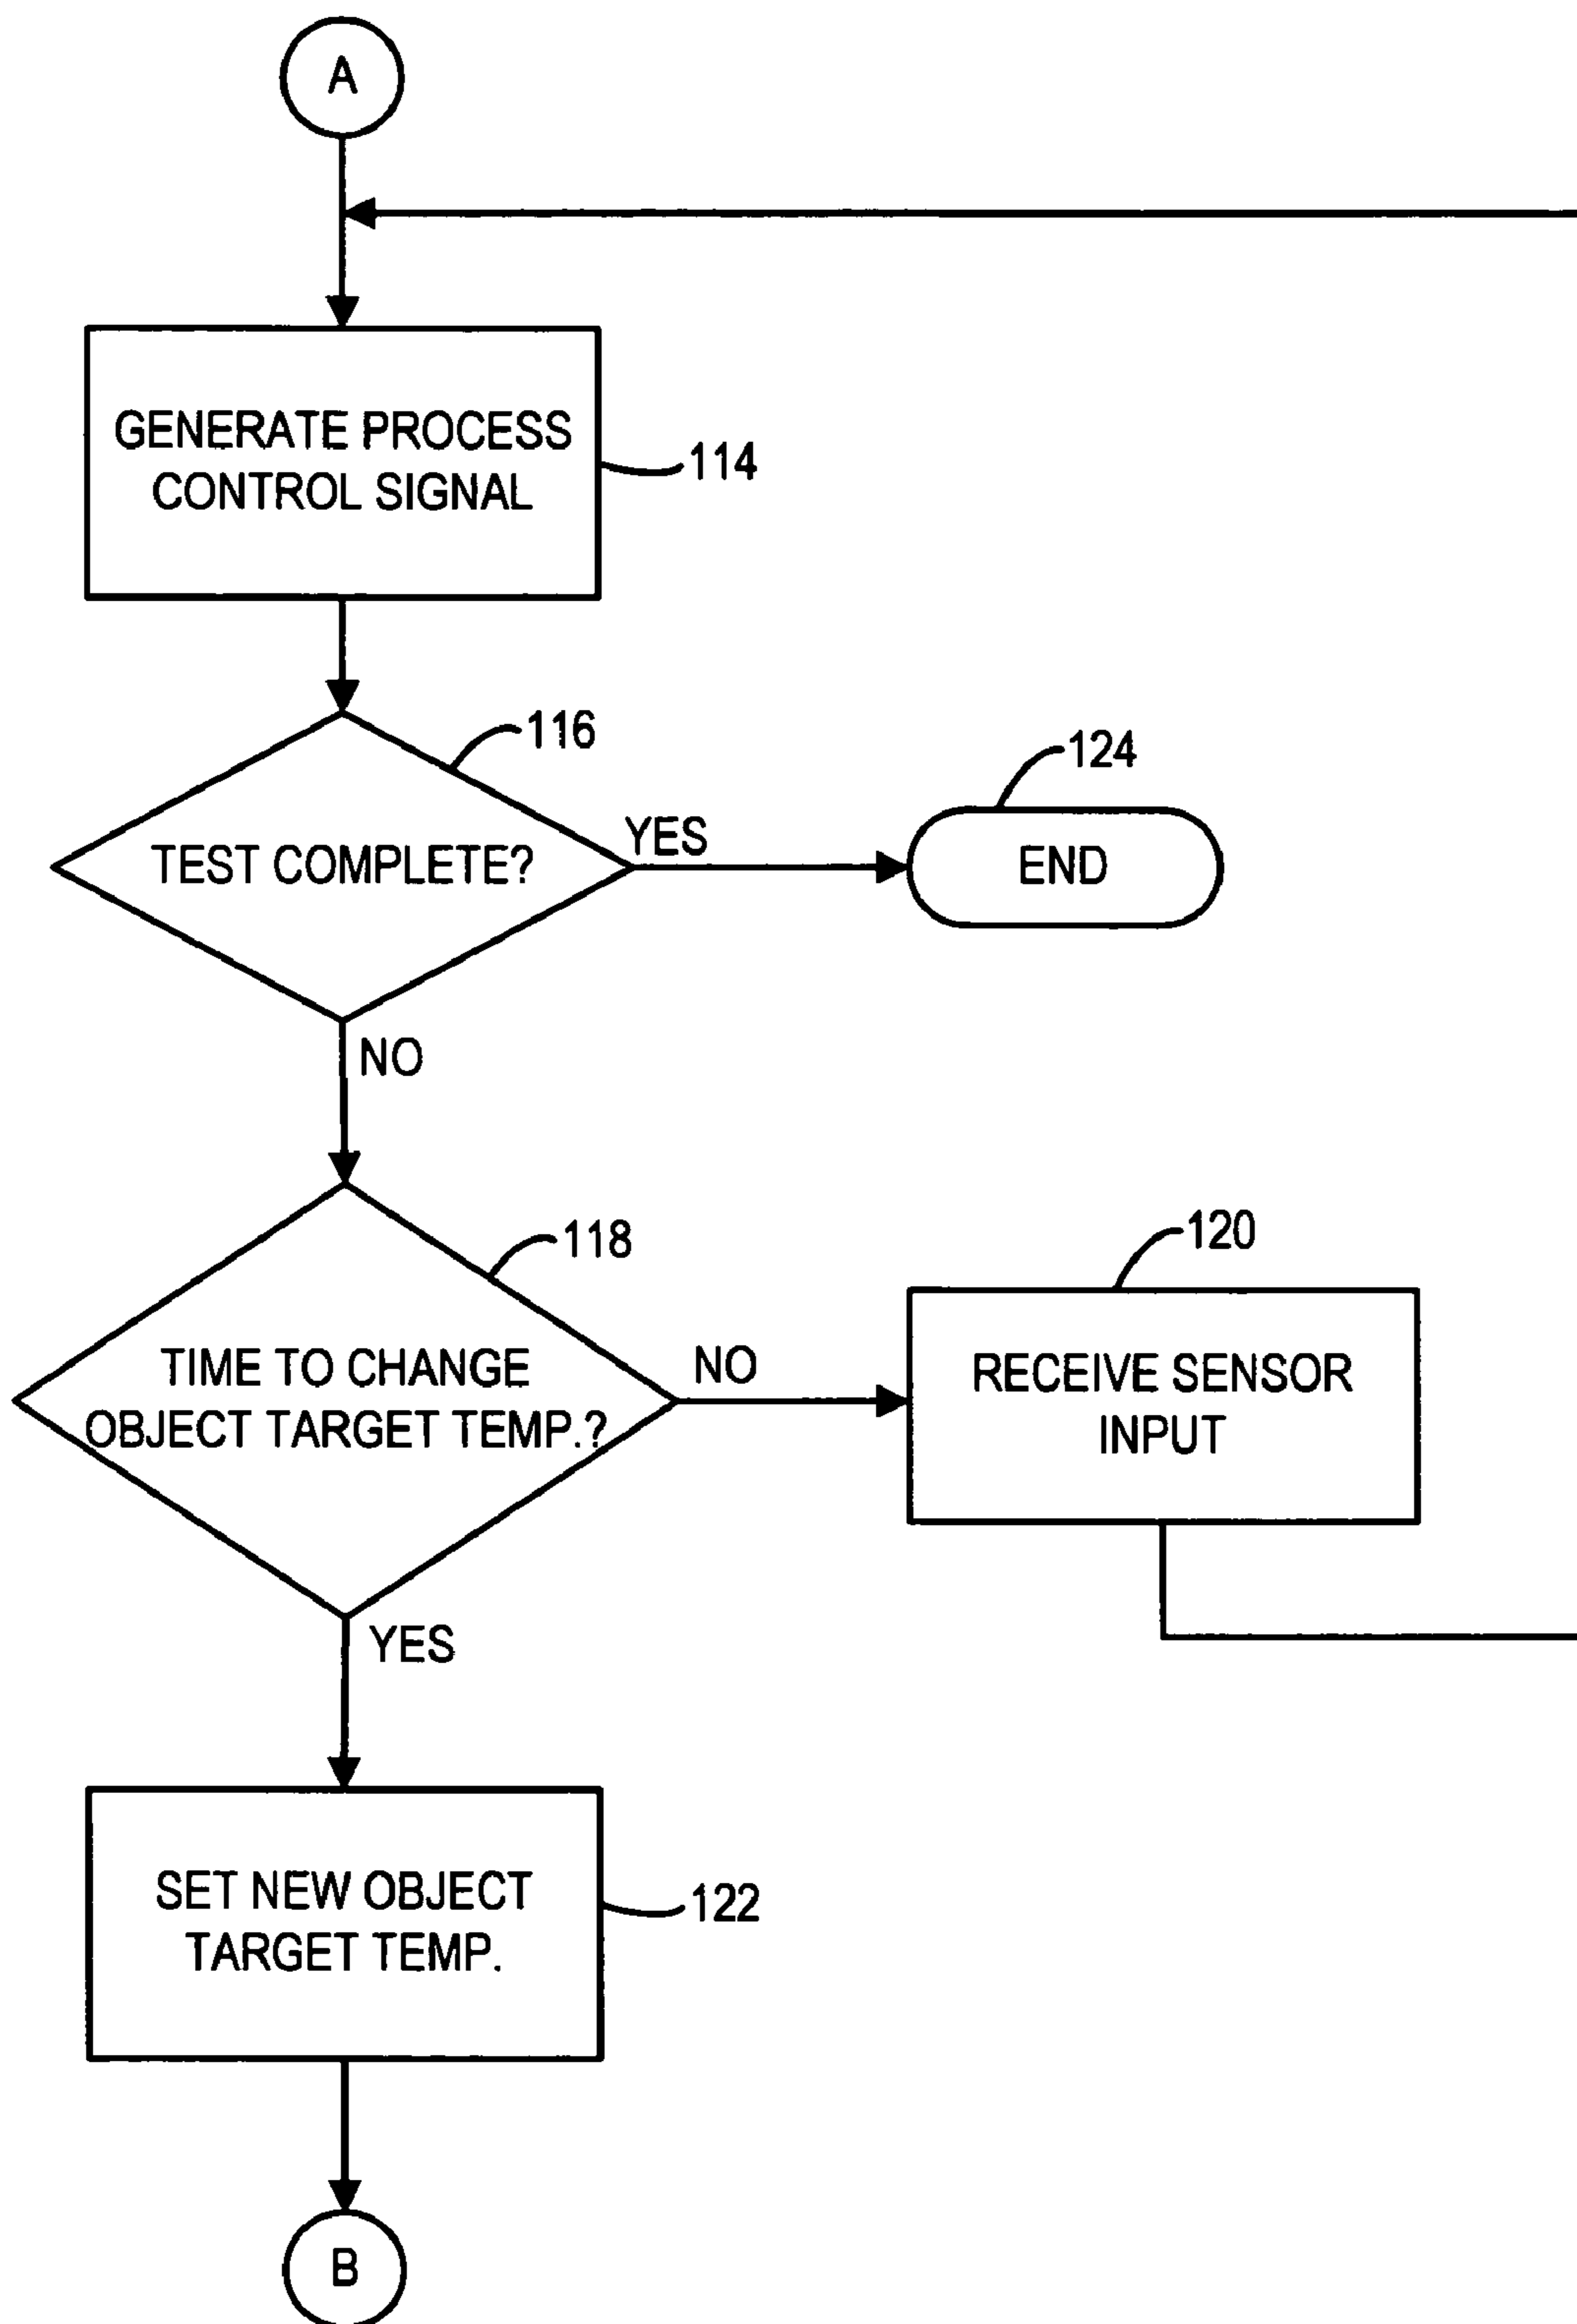 A
GENERATE PROCESS
CONTROL SIGNAL
114
116
TEST COMPLETE?
YES
124
END
NO
118
TIME TO CHANGE
OBJECT TARGET TEMP.?
NO
120
RECEIVE SENSOR
INPUT
YES
SET NEW OBJECT
TARGET TEMP.
122
B